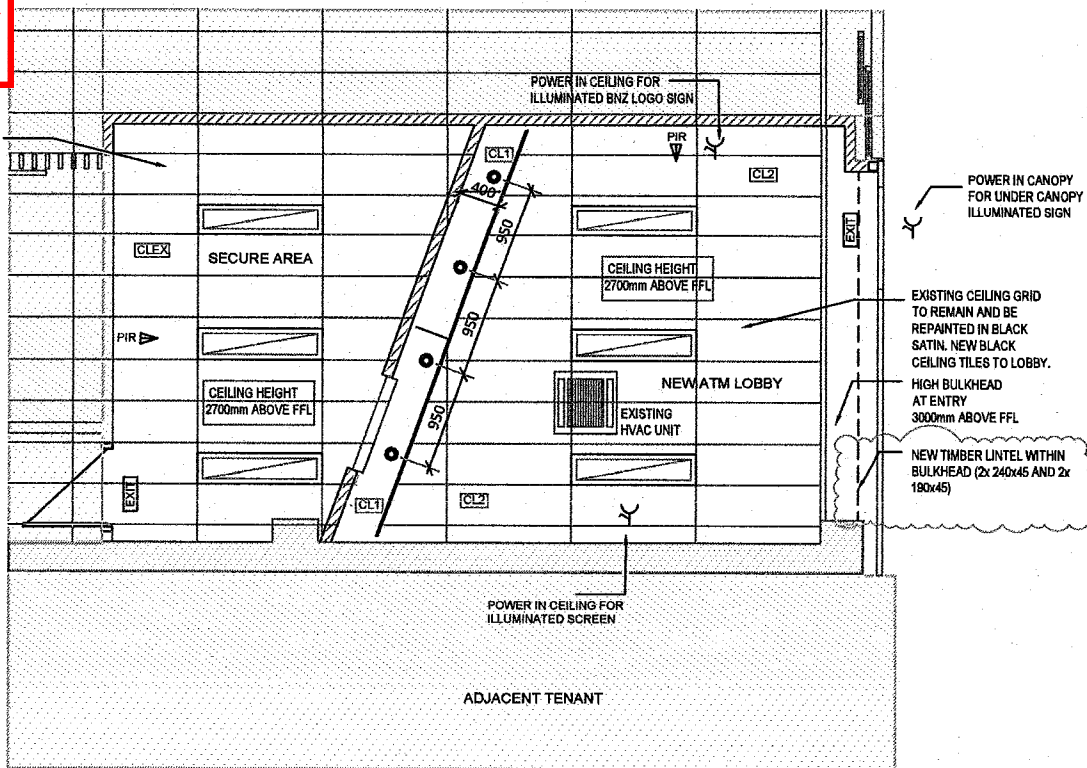 POWER IN CEILING FOR
ILLUMINATED BNZ LOGO SIGN
PIR
CL1
CL2
400
950
EXIT
POWER IN CANOPY
FOR UNDER CANOPY
ILLUMINATED SIGN
CLEX
SECURE AREA
CEILING HEIGHT
2700mm ABOVE FFL
EXISTING CEILING GRID
TO REMAIN AND BE
REPAINTED IN BLACK
SATIN. NEW BLACK
CEILING TILES TO LOBBY.
PIR
950
CEILING HEIGHT
2700mm ABOVE FFL
NEW ATM LOBBY
HIGH BULKHEAD
AT ENTRY
3000mm ABOVE FFL
EXISTING
HVAC UNIT
950
NEW TIMBER LINTEL WITHIN
BULKHEAD (2x 240x45 AND 2x
190x45)
EXIT
CL1
CL2
POWER IN CEILING FOR
ILLUMINATED SCREEN
ADJACENT TENANT